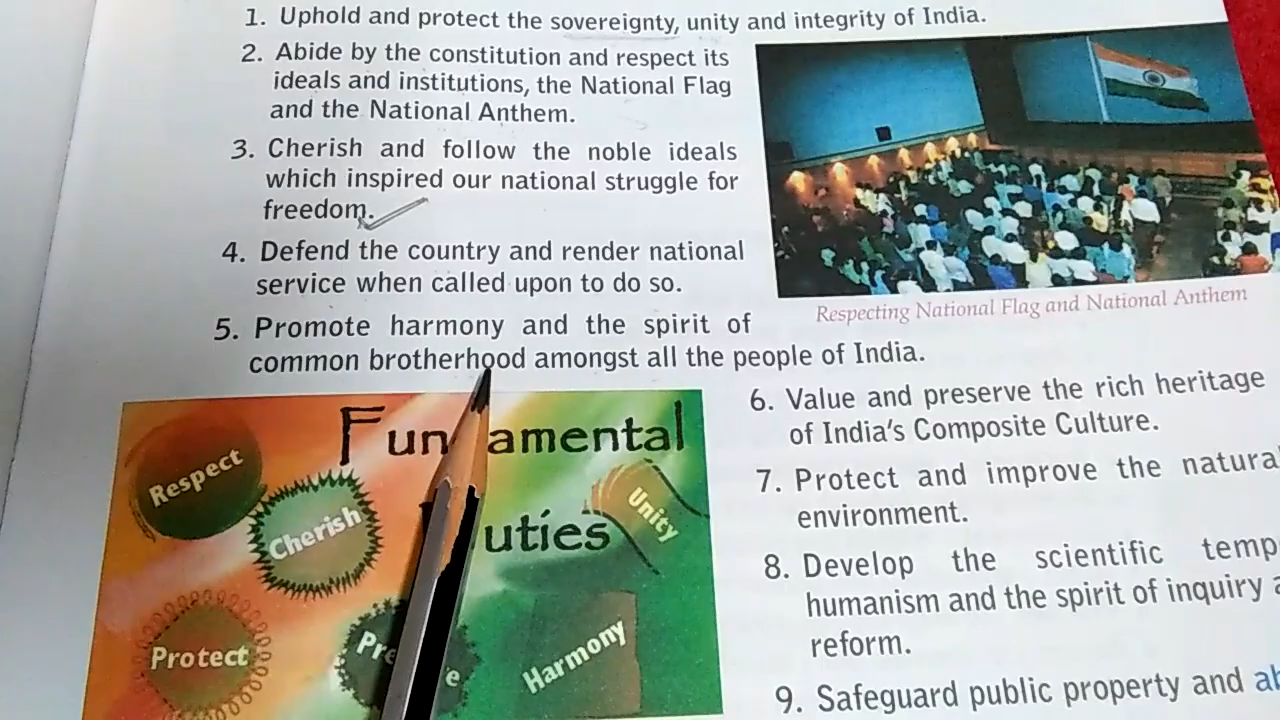 1. Uphold and protect the sovereignty, unity and integrity of India.
2. Abide by the constitution and respect its
ideals and institutions, the National Flag
and the National Anthem.
3. Cherish and follow the noble ideals
which inspired our national struggle for
freedom.
4. Defend the country and render national
service when called upon to do so.
5. Promote harmony and the spirit of
common brotherhood amongst all the people of India.
Respecting National Flag and National Anthem
Respect
Cherish
Unity
Protect
Harmony
6. Value and preserve the rich heritage
of India's Composite Culture.
7. Protect and improve the natural
environment.
8. Develop the scientific
humanism and the spirit of inquiry
reform.
9. Safeguard public property and